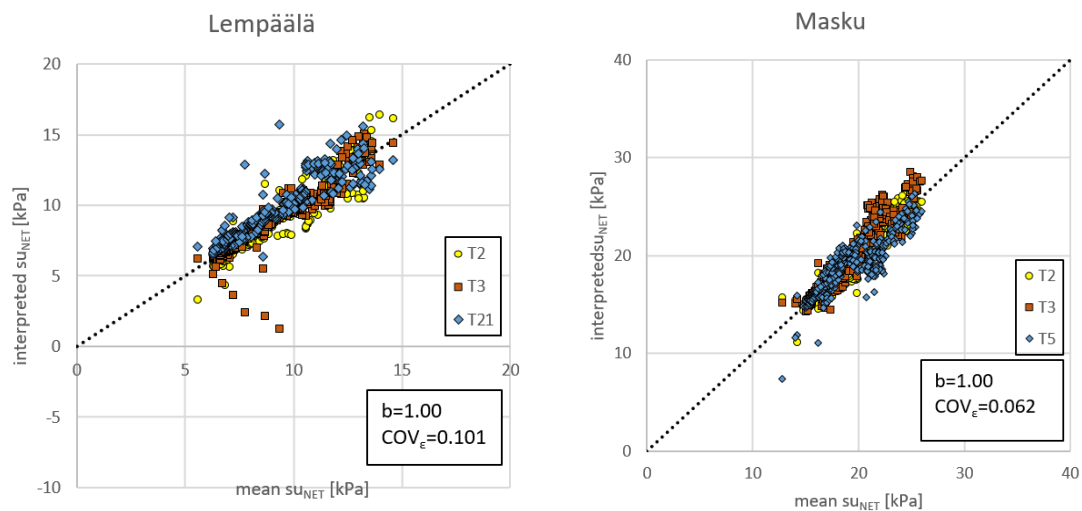 Lempäälä
20
15
10
5
0
-5
-10
0
5
10
15
20
interpreted su_NET [kPa]
mean su_NET [kPa]
T2
T3
T21
b=1.00
COV_ε=0.101
Masku
40
30
20
10
0
0
10
20
30
40
interpretedsu_NET [kPa]
mean su_NET [kPa]
T2
T3
T5
b=1.00
COV_ε=0.062